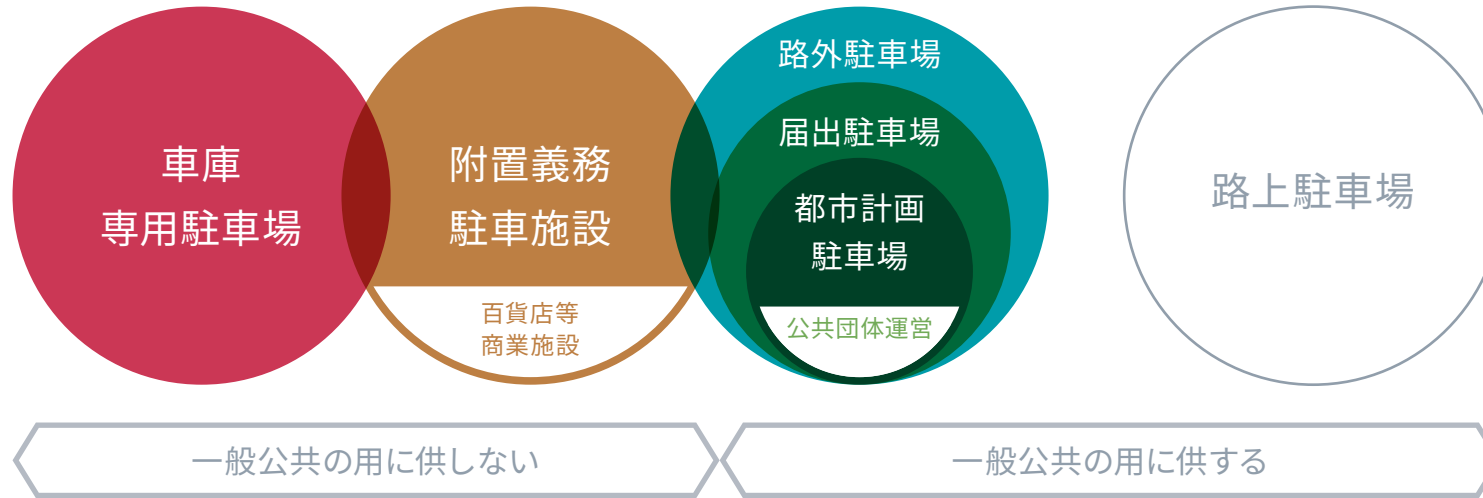 車庫
専用駐車場
附置義務
駐車施設
百貨店等
商業施設
路外駐車場
届出駐車場
都市計画
駐車場
公共団体運営
路上駐車場
一般公共の用に供しない
一般公共の用に供する